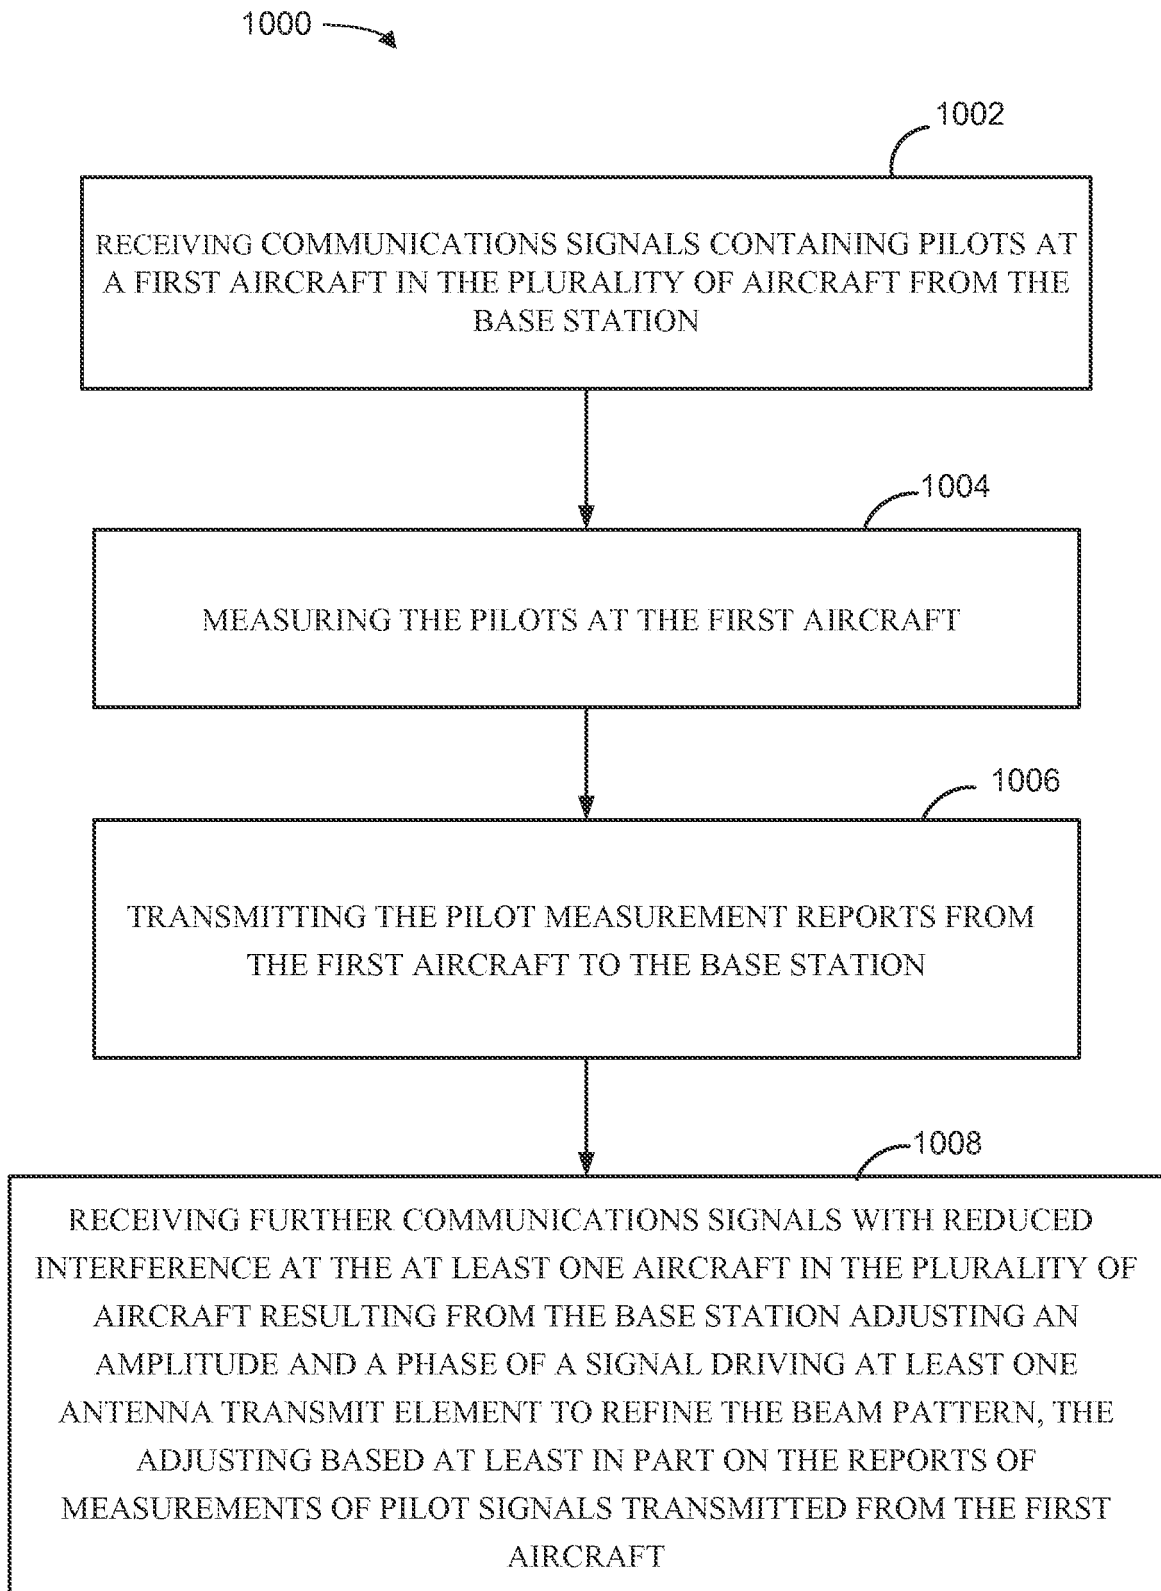 1000
1002
RECEIVING COMMUNICATIONS SIGNALS CONTAINING PILOTS AT
A FIRST AIRCRAFT IN THE PLURALITY OF AIRCRAFT FROM THE
BASE STATION
1004
MEASURING THE PILOTS AT THE FIRST AIRCRAFT
1006
TRANSMITTING THE PILOT MEASUREMENT REPORTS FROM
THE FIRST AIRCRAFT TO THE BASE STATION
1008
RECEIVING FURTHER COMMUNICATIONS SIGNALS WITH REDUCED
INTERFERENCE AT THE AT LEAST ONE AIRCRAFT IN THE PLURALITY OF
AIRCRAFT RESULTING FROM THE BASE STATION ADJUSTING AN
AMPLITUDE AND A PHASE OF A SIGNAL DRIVING AT LEAST ONE
ANTENNA TRANSMIT ELEMENT TO REFINE THE BEAM PATTERN, THE
ADJUSTING BASED AT LEAST IN PART ON THE REPORTS OF
MEASUREMENTS OF PILOT SIGNALS TRANSMITTED FROM THE FIRST
AIRCRAFT